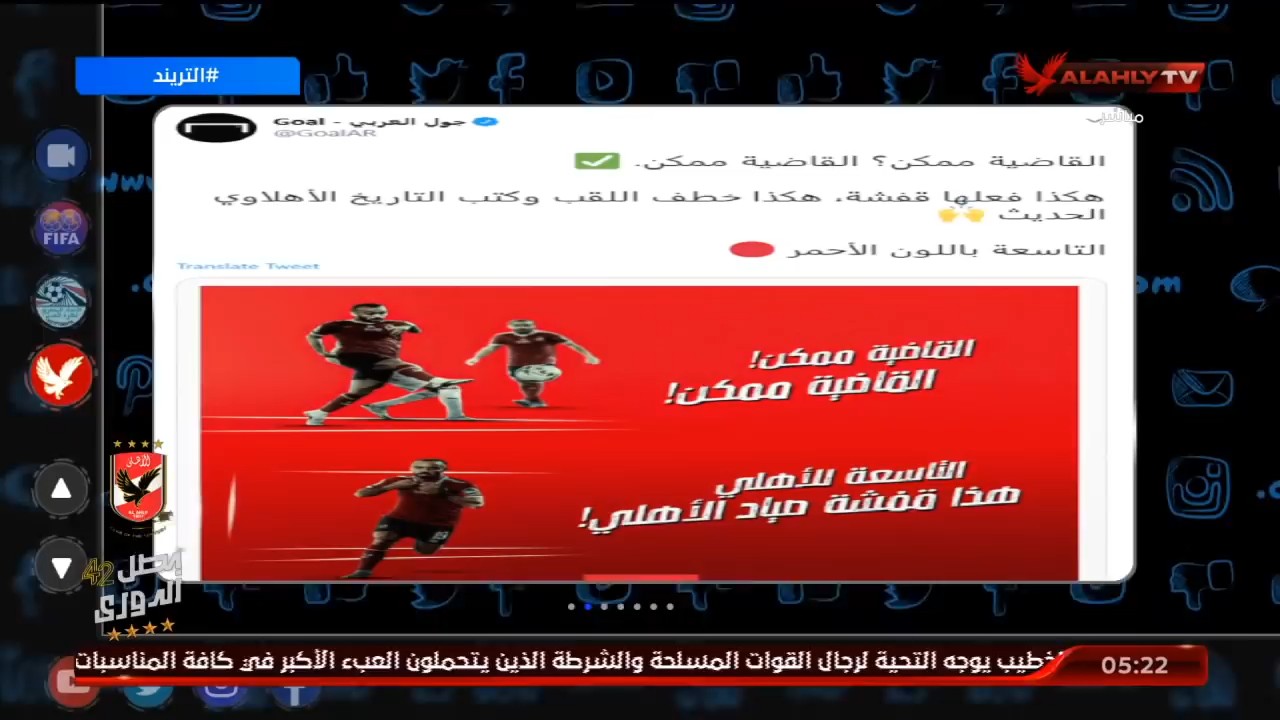 #التريند
ALAHLY TV
مباشر
Goal - جول العربي
@GoalAR
القاضية ممكن؟ القاضية ممكن. ✅
هكذا فعلها قفشة، هكذا خطف اللقب وكتب التاريخ الأهلاوي
الحديث 🙌
التاسعة باللون الأحمر 🔴
Translate Tweet
القاضية ممكن!
القاضية ممكن!
التاسعة للأهلي
هذا قفشة صياد الأهلي!
FIFA
الأهلي
بطل
الدورى
42
الخطيب يوجه التحية لرجال القوات المسلحة والشرطة الذين يتحملون العبء الأكبر في كافة المناسبات
05:22